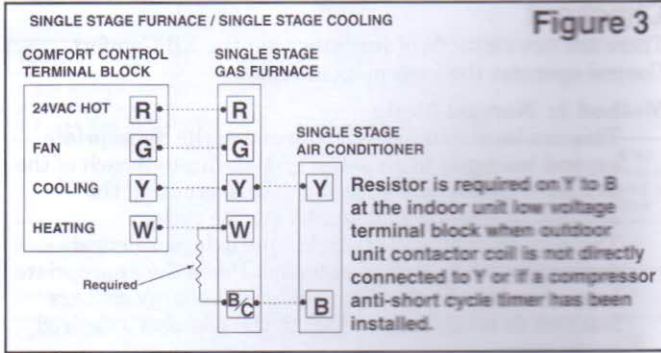 SINGLE STAGE FURNACE / SINGLE STAGE COOLING
Figure 3
COMFORT CONTROL
TERMINAL BLOCK
SINGLE STAGE
GAS FURNACE
24VAC HOT
R
R
FAN
G
G
SINGLE STAGE
AIR CONDITIONER
COOLING
Y
Y
Y
HEATING
W
W
Required
B/C
B
Resistor is required on Y to B
at the indoor unit low voltage
terminal block when outdoor
unit contactor coil is not directly
connected to Y or if a compressor
anti-short cycle timer has been
installed.